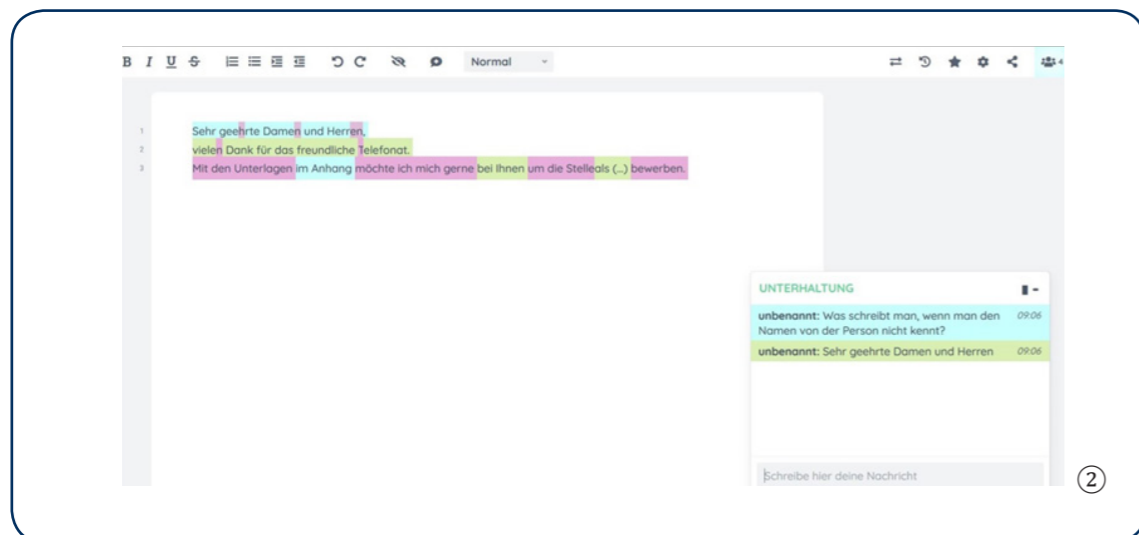 B I U S Normal 4
1 Sehr geehrte Damen und Herren,
2 vielen Dank für das freundliche Telefonat.
3 Mit den Unterlagen im Anhang möchte ich mich gerne bei Ihnen um die Stelleals (...) bewerben.
UNTERHALTUNG
unbenannt: Was schreibt man, wenn man den 09:06
Namen von der Person nicht kennt?
unbenannt: Sehr geehrte Damen und Herren 09:06
Schreibe hier deine Nachricht
②